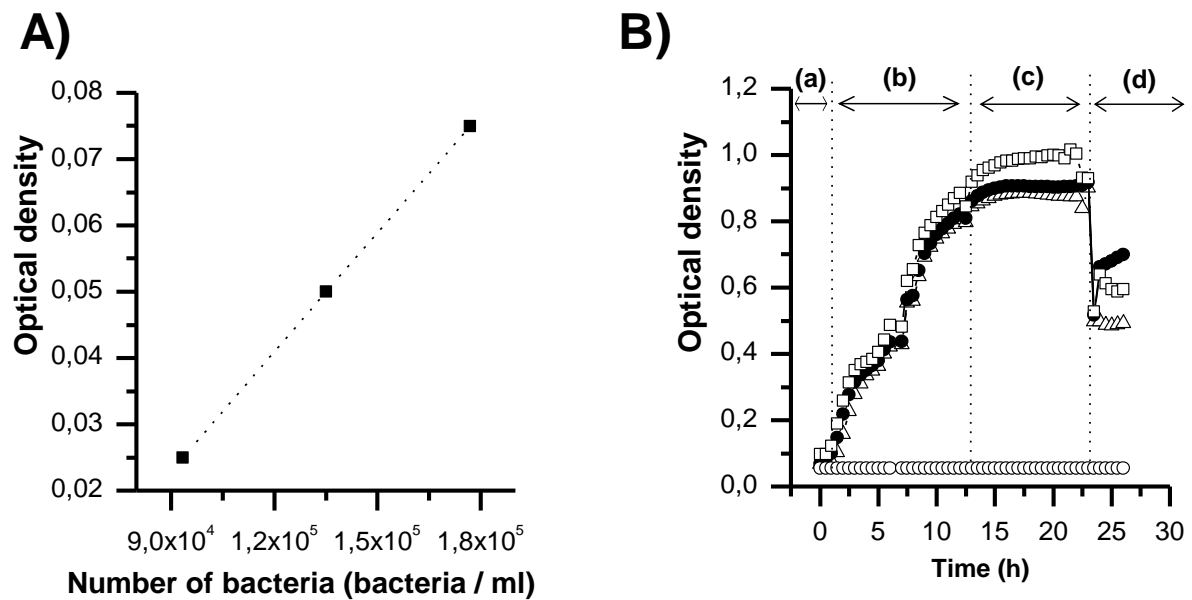 A)
Optical density
0,08
0,07
0,06
0,05
0,04
0,03
0,02
9,0x10⁴
1,2x10⁵
1,5x10⁵
1,8x10⁵
Number of bacteria (bacteria / ml)
B)
(a)
(b)
(c)
(d)
Optical density
1,2
1,0
0,8
0,6
0,4
0,2
0,0
0
5
10
15
20
25
30
Time (h)